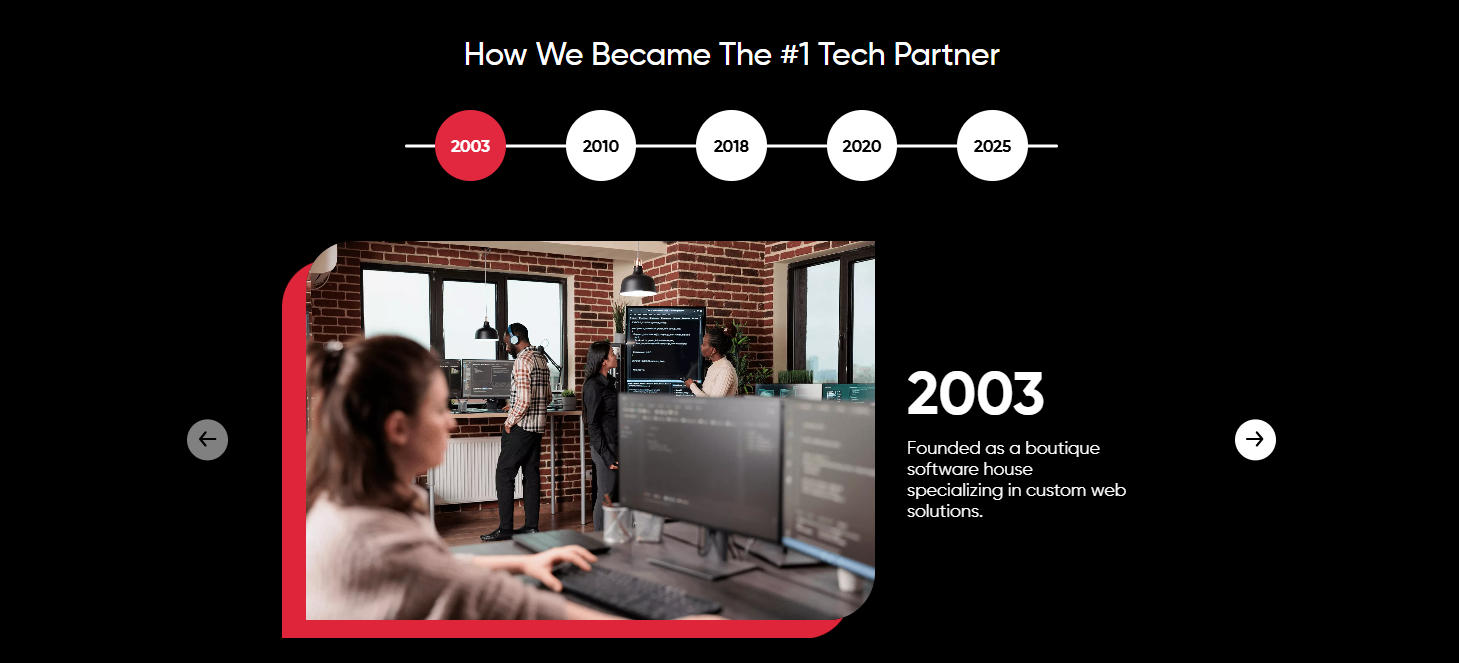 How We Became The #1 Tech Partner
2003 2010 2018 2020 2025
2003
Founded as a boutique
software house
specializing in custom web
solutions.